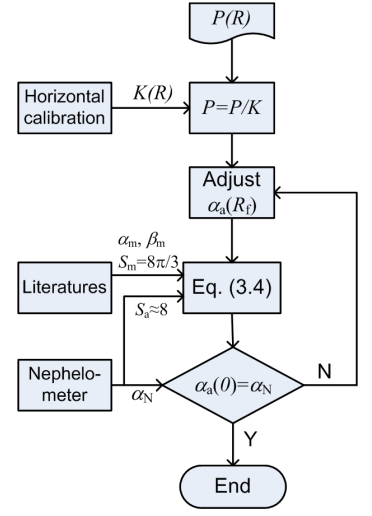 P(R)
Horizontal
calibration
K(R)
P=P/K
Adjust
αa(Rf)
αm, βm
Sm=8π/3
Literatures
Eq. (3.4)
Sa≈8
Nephelo-
meter
αN
αa(0)=αN
N
Y
End